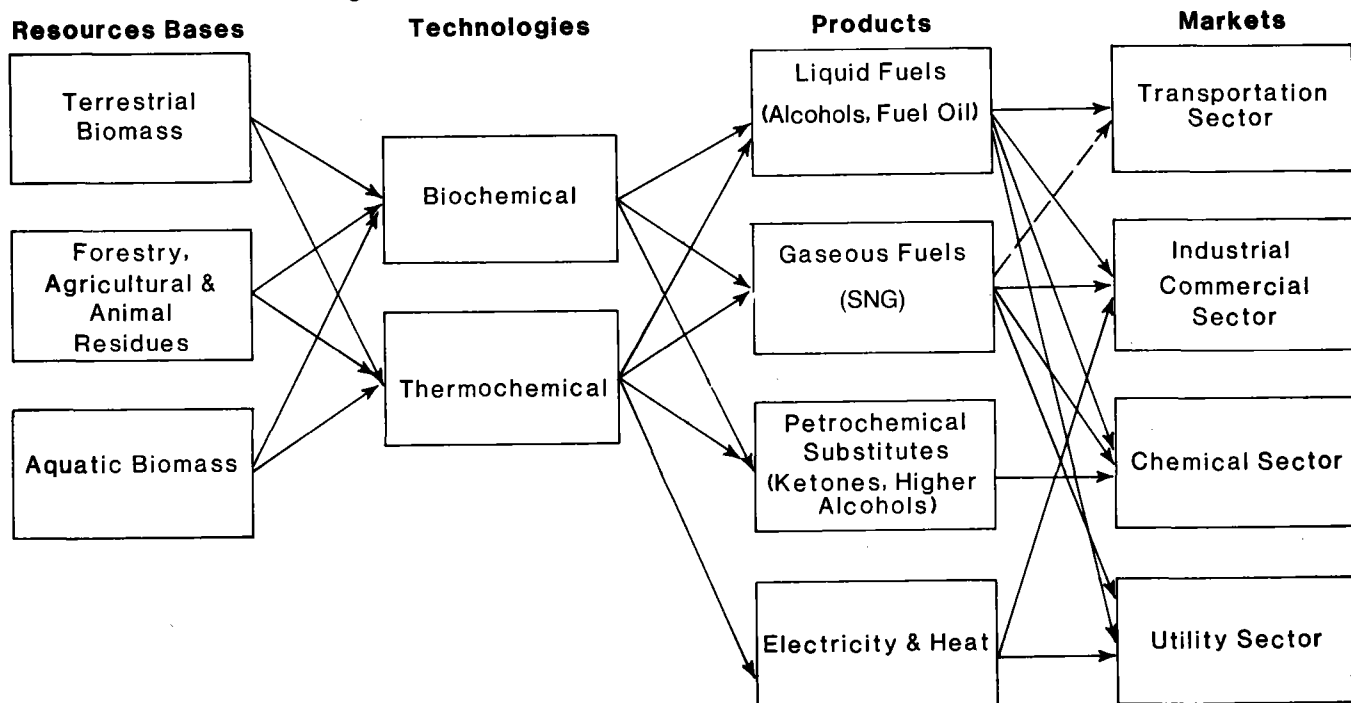 Resources Bases
Technologies
Products
Markets
Terrestrial
Biomass
Forestry,
Agricultural &
Animal
Residues
Aquatic Biomass
Biochemical
Thermochemical
Liquid Fuels
(Alcohols, Fuel Oil)
Gaseous Fuels
(SNG)
Petrochemical
Substitutes
(Ketones, Higher
Alcohols)
Electricity & Heat
Transportation
Sector
Industrial
Commercial
Sector
Chemical Sector
Utility Sector